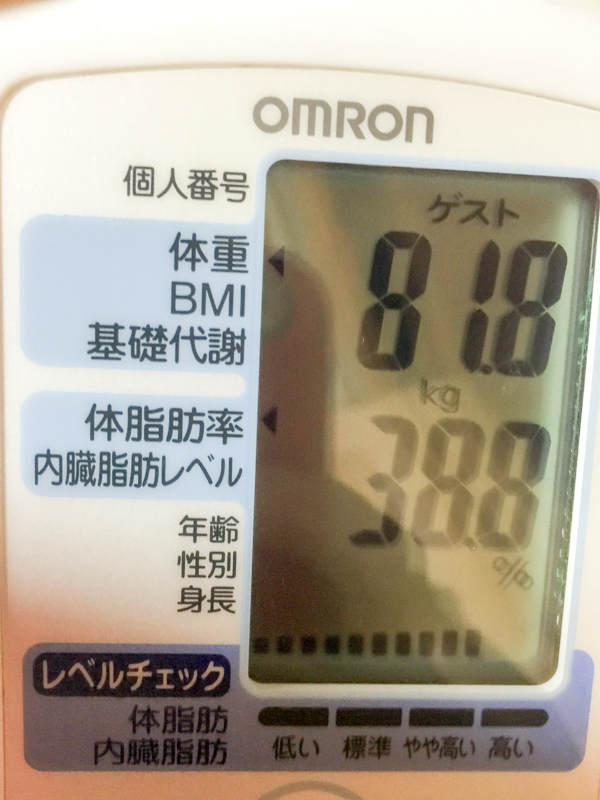 OMRON
個人番号
ゲスト
体重
BMI
基礎代謝
81.8
kg
体脂肪率
内臓脂肪レベル
38.8
%
年齢
性別
身長
レベルチェック
体脂肪
内臓脂肪
低い 標準 やや高い 高い